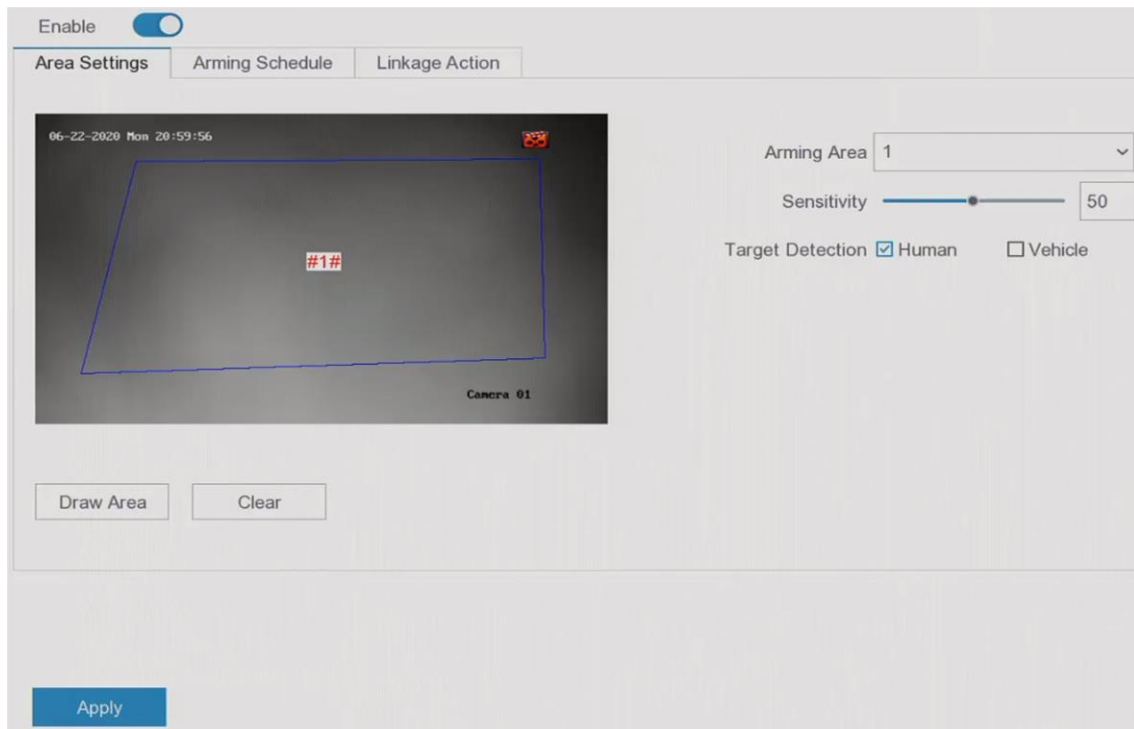 Enable
Area Settings
Arming Schedule
Linkage Action
06-22-2020 Mon 20:59:56
#1#
Camera 01
Arming Area 1
Sensitivity 50
Target Detection Human Vehicle
Draw Area
Clear
Apply